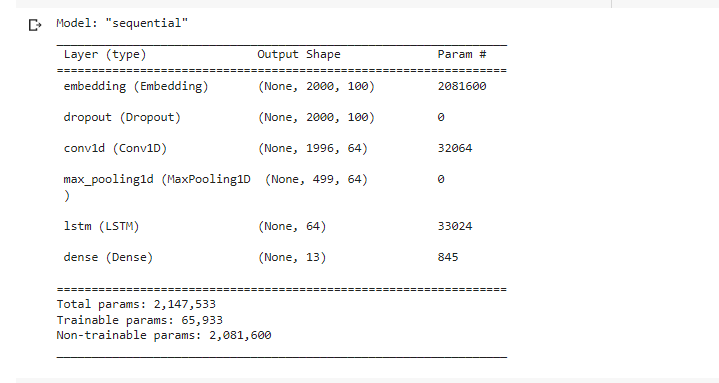 Model: "sequential"
Layer (type) Output Shape Param #
=================================================================
embedding (Embedding) (None, 2000, 100) 2081600
dropout (Dropout) (None, 2000, 100) 0
conv1d (Conv1D) (None, 1996, 64) 32064
max_pooling1d (MaxPooling1D (None, 499, 64) 0
)
lstm (LSTM) (None, 64) 33024
dense (Dense) (None, 13) 845
=================================================================
Total params: 2,147,533
Trainable params: 65,933
Non-trainable params: 2,081,600